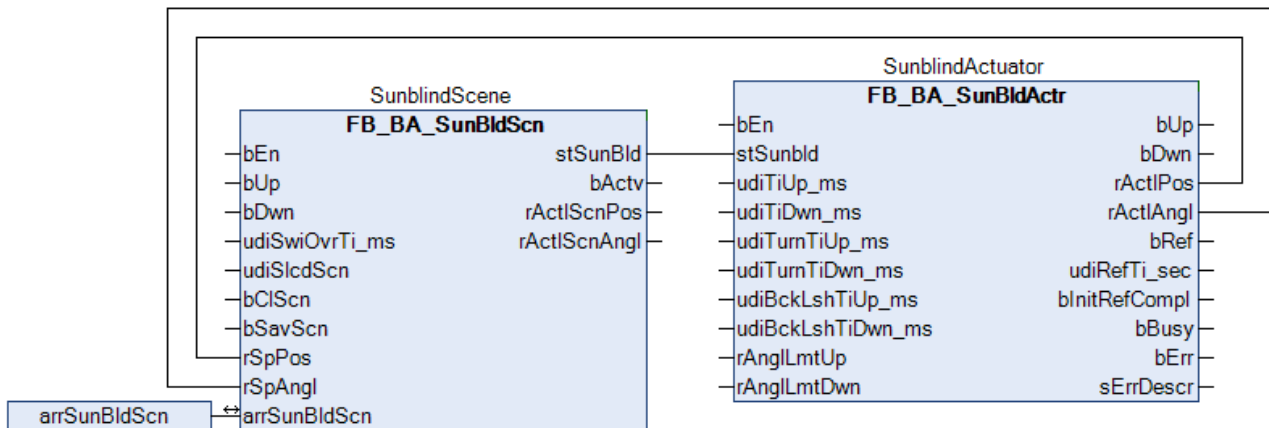 SunblindScene
FB_BA_SunBldScn
bEn stSunBld
bUp bActv
bDwn rActlScnPos
udiSwiOvrTi_ms rActlScnAngl
udiSlcdScn
bClScn
bSavScn
rSpPos
rSpAngl
arrSunBldScn arrSunBldScn
SunblindActuator
FB_BA_SunBldActr
bEn bUp
stSunbld bDwn
udiTiUp_ms rActlPos
udiTiDwn_ms rActlAngl
udiTurnTiUp_ms bRef
udiTurnTiDwn_ms udiRefTi_sec
udiBckLshTiUp_ms bInitRefCompl
udiBckLshTiDwn_ms bBusy
rAnglLmtUp bErr
rAnglLmtDwn sErrDescr